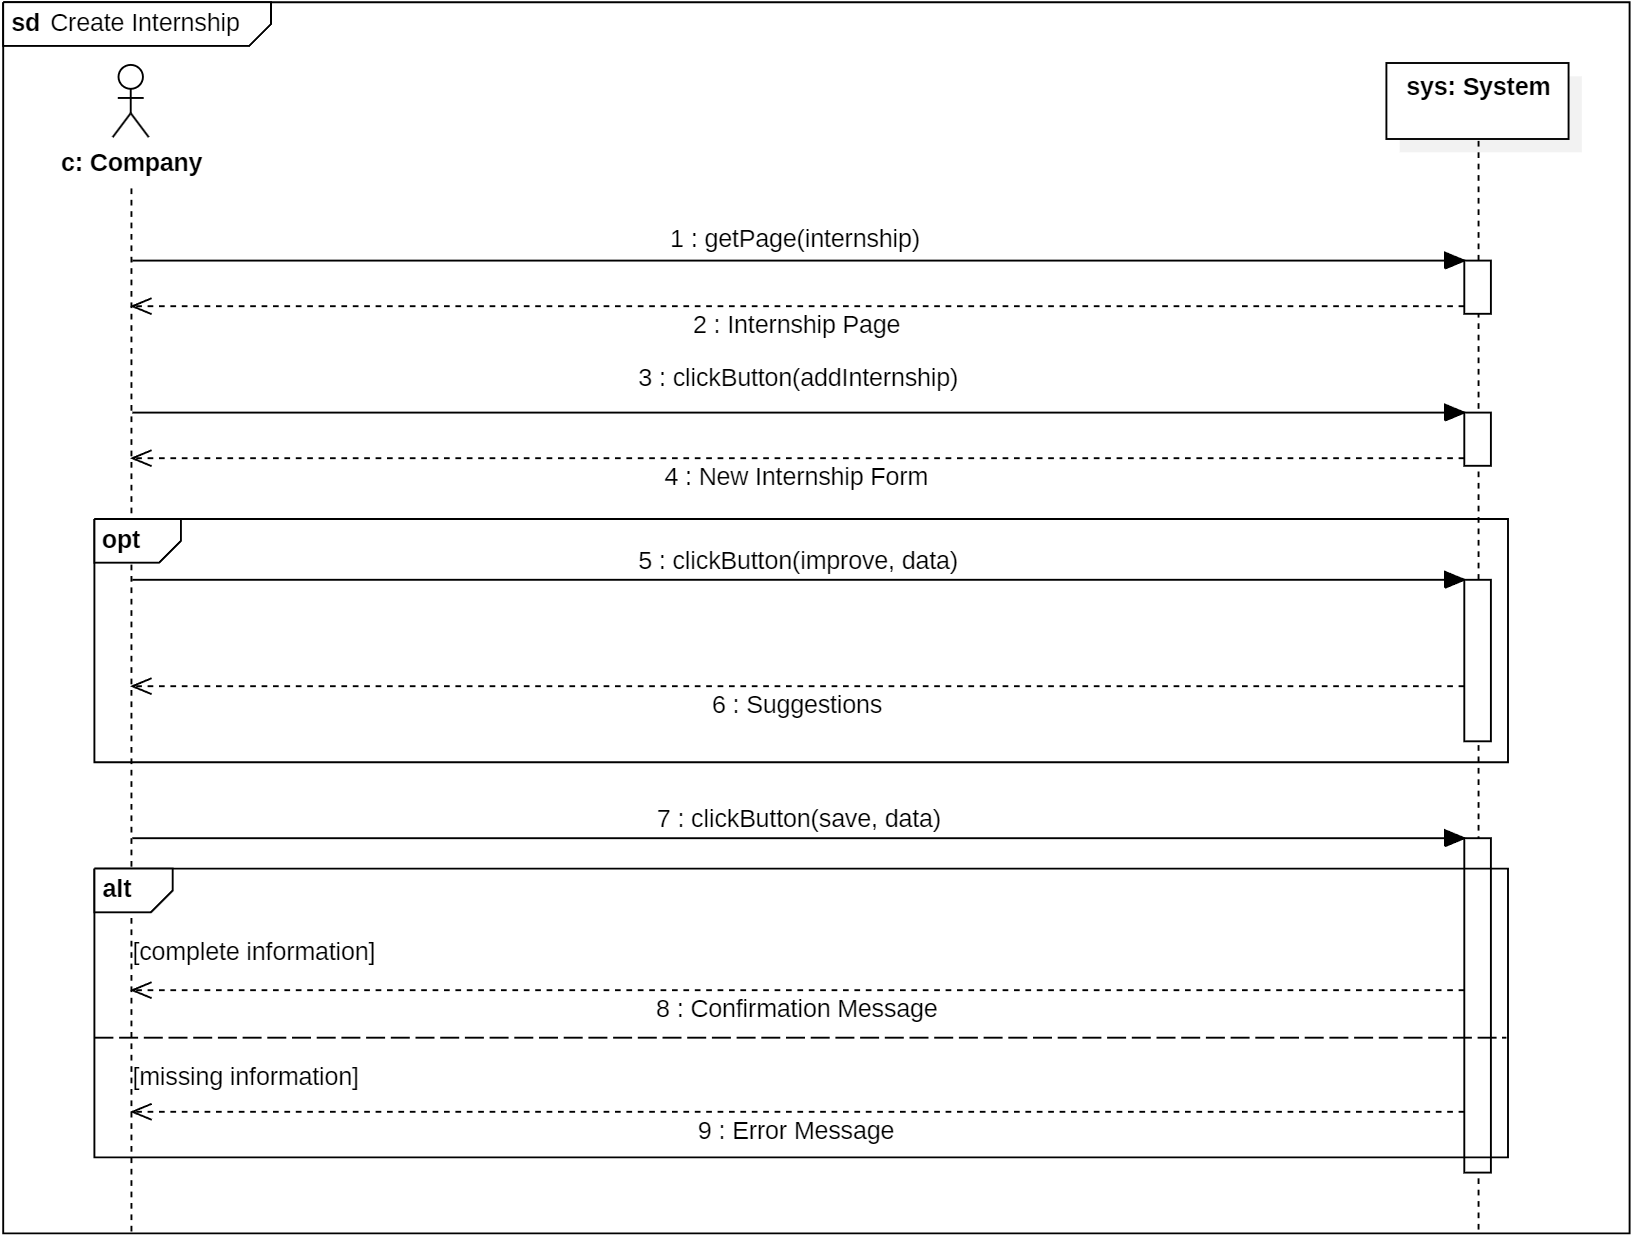 sd Create Internship
c: Company
sys: System
1 : getPage(internship)
2 : Internship Page
3 : clickButton(addInternship)
4 : New Internship Form
opt
5 : clickButton(improve, data)
6 : Suggestions
7 : clickButton(save, data)
alt
[complete information]
8 : Confirmation Message
[missing information]
9 : Error Message